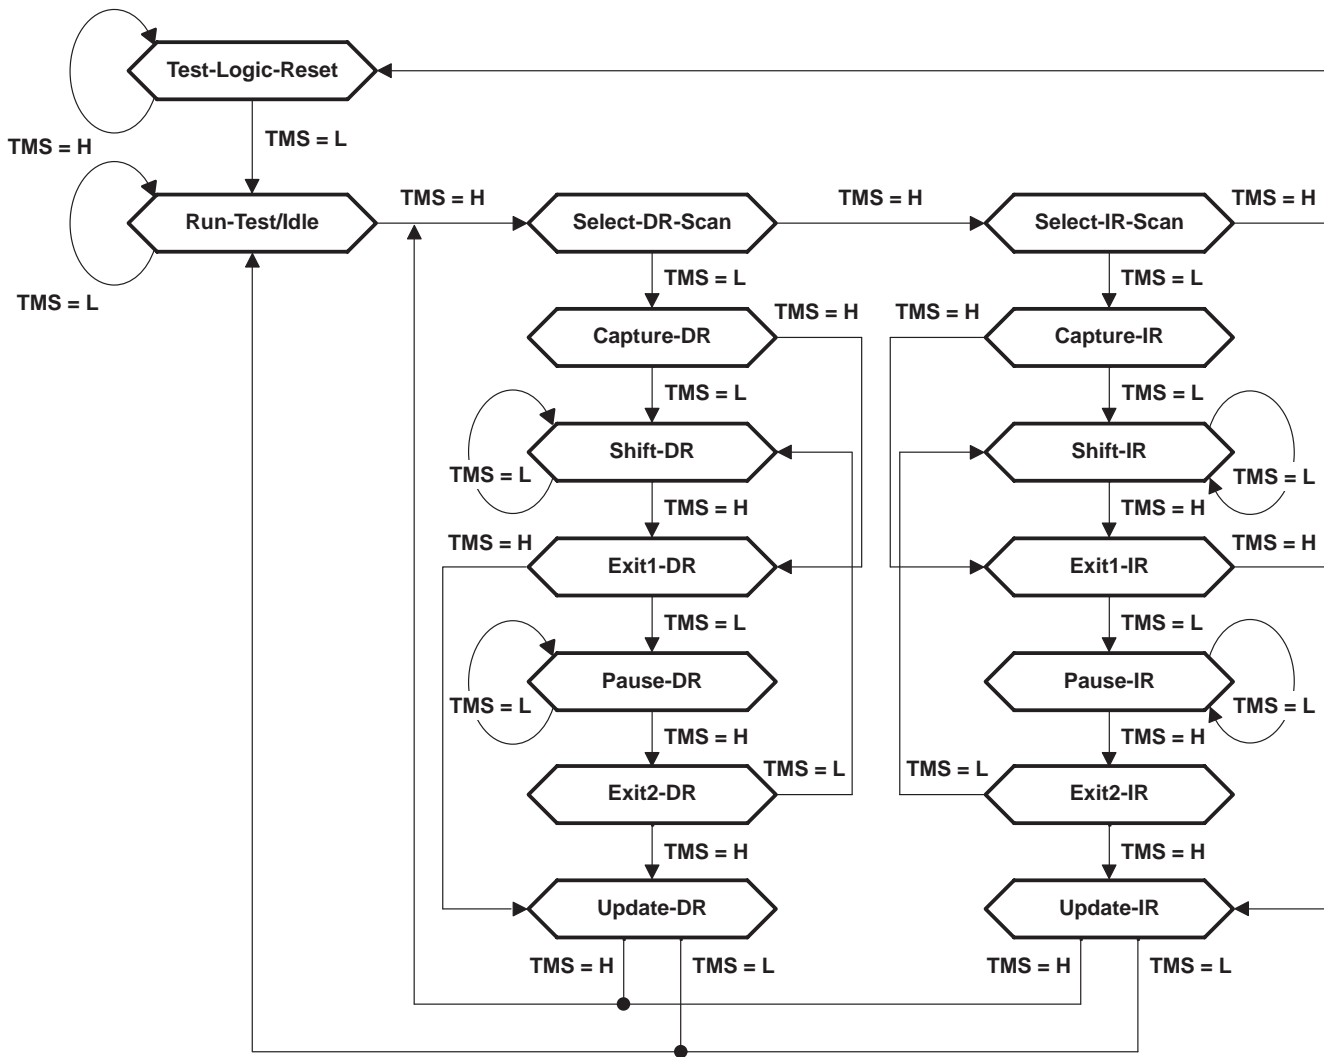 Test-Logic-Reset
TMS = H
TMS = L
TMS = H
TMS = H
TMS = H
Run-Test/Idle
Select-DR-Scan
Select-IR-Scan
TMS = L
TMS = L
TMS = L
TMS = H
TMS = H
Capture-DR
Capture-IR
TMS = L
TMS = L
Shift-DR
Shift-IR
TMS = L
TMS = L
TMS = H
TMS = H
TMS = H
TMS = H
Exit1-DR
Exit1-IR
TMS = L
TMS = L
Pause-DR
Pause-IR
TMS = L
TMS = L
TMS = H
TMS = H
TMS = L
TMS = L
Exit2-DR
Exit2-IR
TMS = H
TMS = H
Update-DR
Update-IR
TMS = H
TMS = L
TMS = H
TMS = L